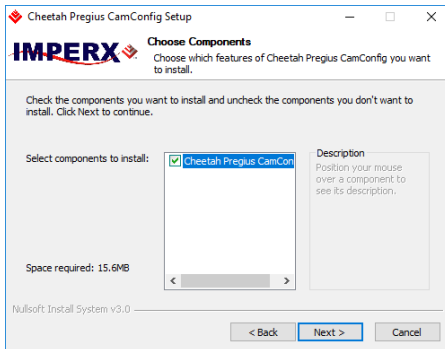 Cheetah Pregius CamConfig Setup
IMPERX
Choose Components
Choose which features of Cheetah Pregius CamConfig you want
to install.
Check the components you want to install and uncheck the components you don't want to
install. Click Next to continue.
Select components to install:
Cheetah Pregius CamCon
Description
Position your mouse
over a component to
see its description.
Space required: 15.6MB
Nullsoft Install System v3.0
< Back
Next >
Cancel